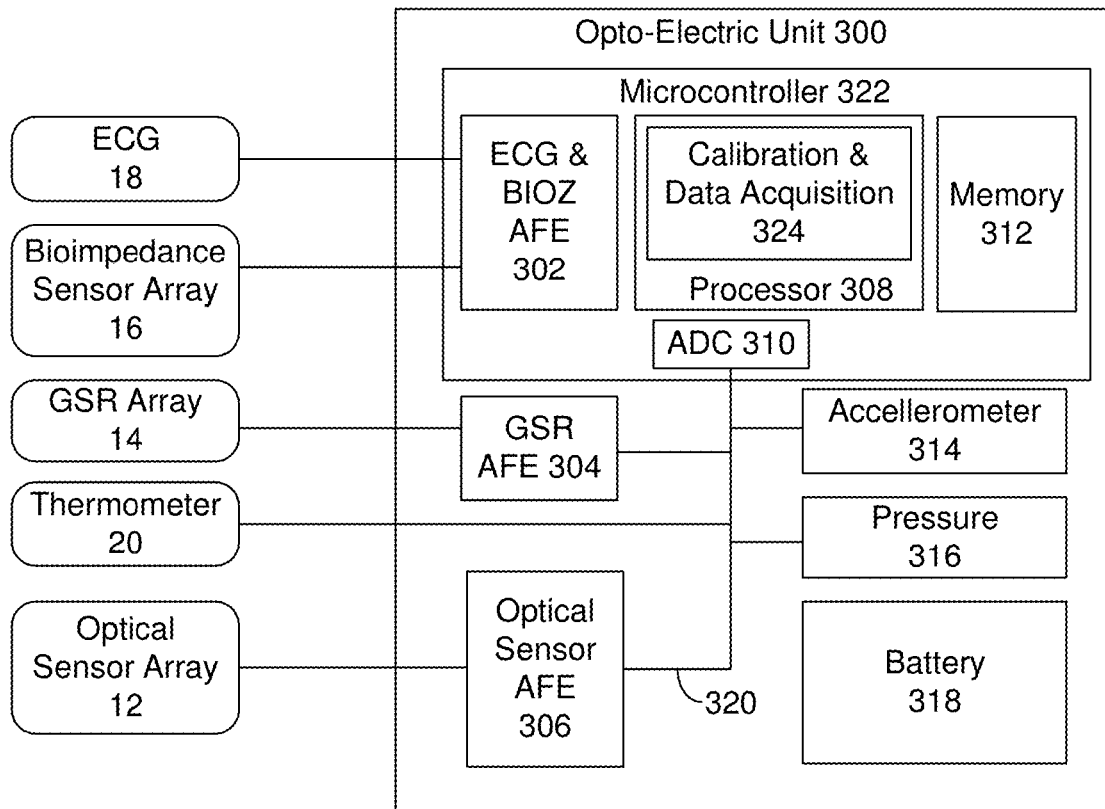 Opto-Electric Unit 300
Microcontroller 322
ECG
18
Bioimpedance
Sensor Array
16
GSR Array
14
Thermometer
20
Optical
Sensor Array
12
ECG &
BIOZ
AFE
302
Calibration &
Data Acquisition
324
Processor 308
Memory
312
ADC 310
GSR
AFE 304
Accellerometer
314
Pressure
316
Optical
Sensor
AFE
306
320
Battery
318